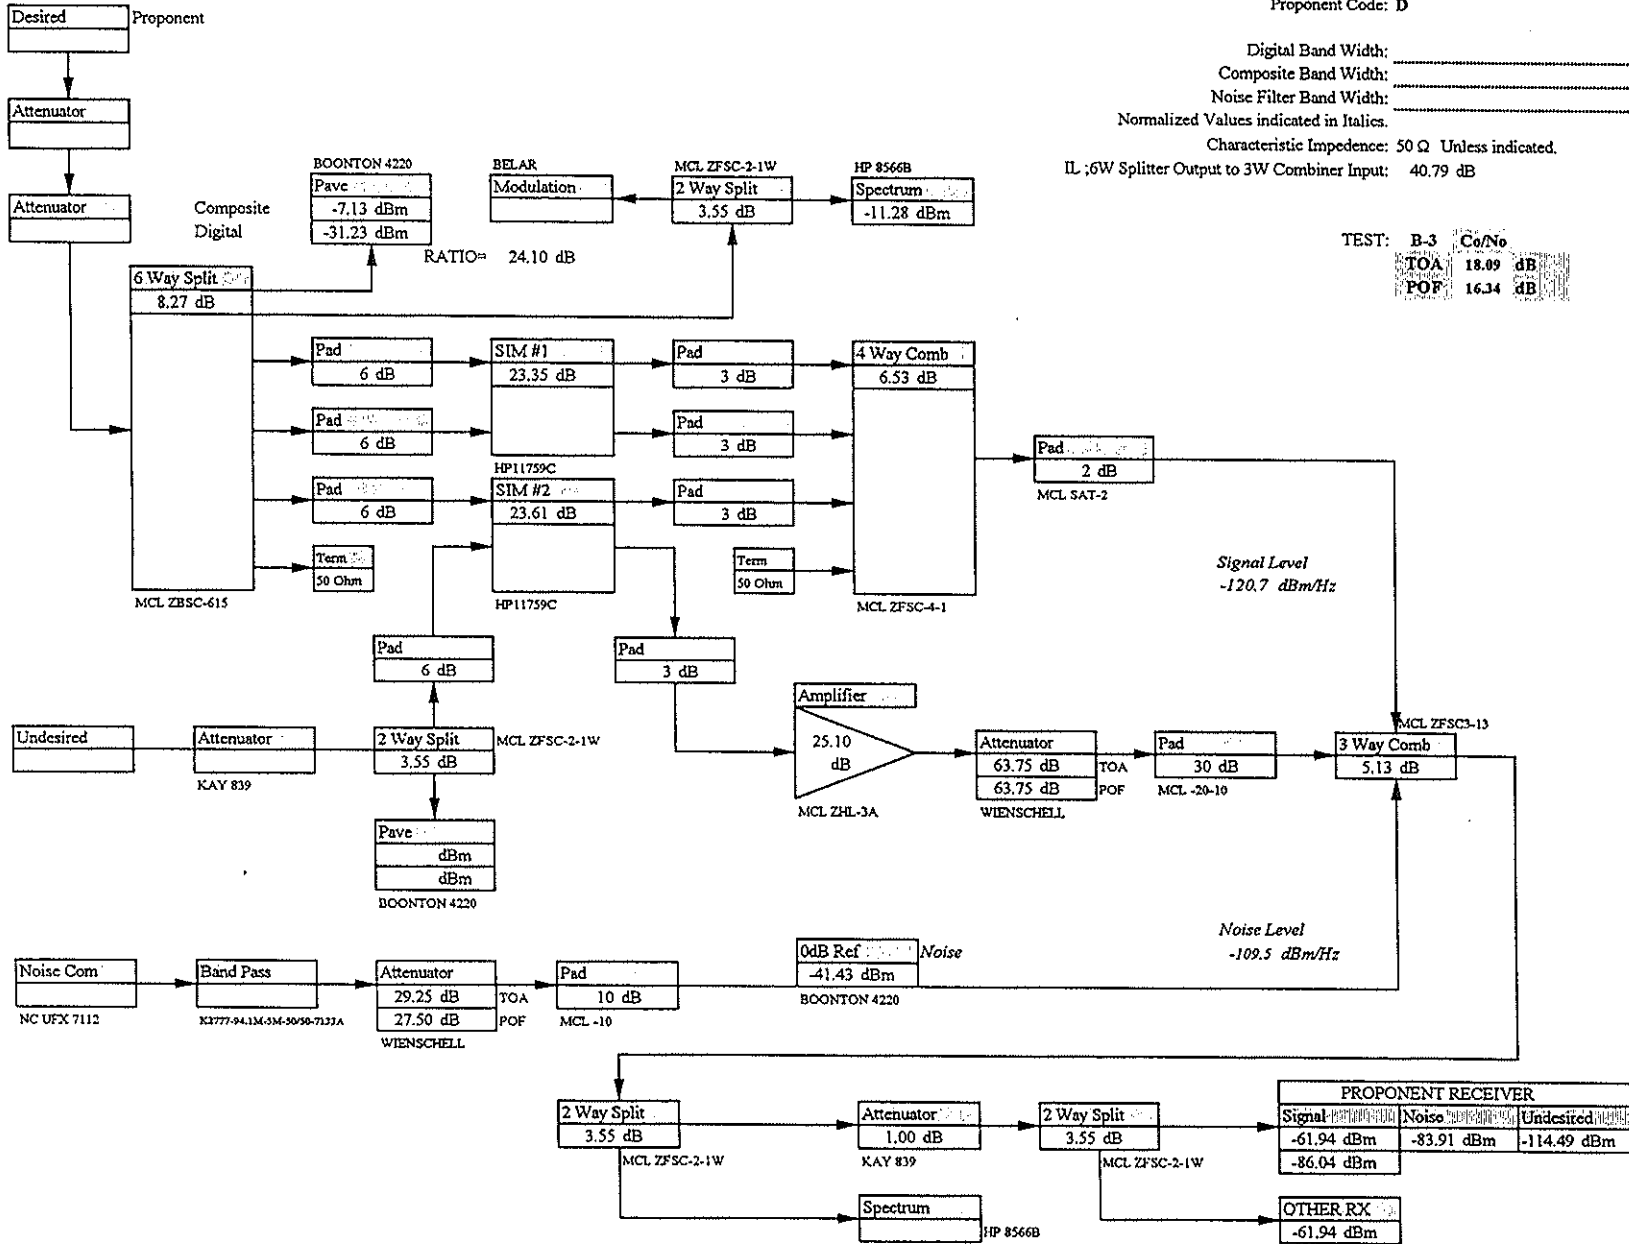 Proponent Code: D
Desired
Proponent
Digital Band Width:
Composite Band Width:
Noise Filter Band Width:
Normalized Values indicated in Italics.
Characteristic Impedence: 50 Ω Unless indicated.
IL ;6W Splitter Output to 3W Combiner Input: 40.79 dB
Attenuator
Attenuator
Composite
Digital
BOONTON 4220
Pave
-7.13 dBm
-31.23 dBm
RATIO= 24.10 dB
BELAR
Modulation
MCL ZFSC-2-1W
2 Way Split
3.55 dB
HP 8566B
Spectrum
-11.28 dBm
TEST: B-3 Co/No
TOA 18.09 dB
POF 16.34 dB
6 Way Split
8.27 dB
MCL ZBSC-615
Pad
6 dB
SIM #1
23.35 dB
HP11759C
Pad
3 dB
4 Way Comb
6.53 dB
MCL ZFSC-4-1
Pad
6 dB
Pad
3 dB
Pad
2 dB
MCL SAT-2
Pad
6 dB
SIM #2
23.61 dB
HP11759C
Pad
3 dB
Term
50 Ohm
Term
50 Ohm
Signal Level
-120.7 dBm/Hz
Pad
6 dB
Pad
3 dB
Undesired
Attenuator
KAY 839
2 Way Split
3.55 dB
MCL ZFSC-2-1W
Amplifier
25.10
dB
MCL ZHL-3A
Attenuator
63.75 dB TOA
63.75 dB POF
WIENSCHELL
Pad
30 dB
MCL -20-10
MCL ZFSC3-13
3 Way Comb
5.13 dB
Pave
dBm
dBm
BOONTON 4220
Noise Level
-109.5 dBm/Hz
Noise Com
NC UFX 7112
Band Pass
K2777-94.1M-5M-50/50-7133A
Attenuator
29.25 dB TOA
27.50 dB POF
WIENSCHELL
Pad
10 dB
MCL -10
0dB Ref Noise
-41.43 dBm
BOONTON 4220
2 Way Split
3.55 dB
MCL ZFSC-2-1W
Attenuator
1.00 dB
KAY 839
2 Way Split
3.55 dB
MCL ZFSC-2-1W
PROPONENT RECEIVER
Signal Noise Undesired
-61.94 dBm -83.91 dBm -114.49 dBm
-86.04 dBm
Spectrum
HP 8566B
OTHER RX
-61.94 dBm